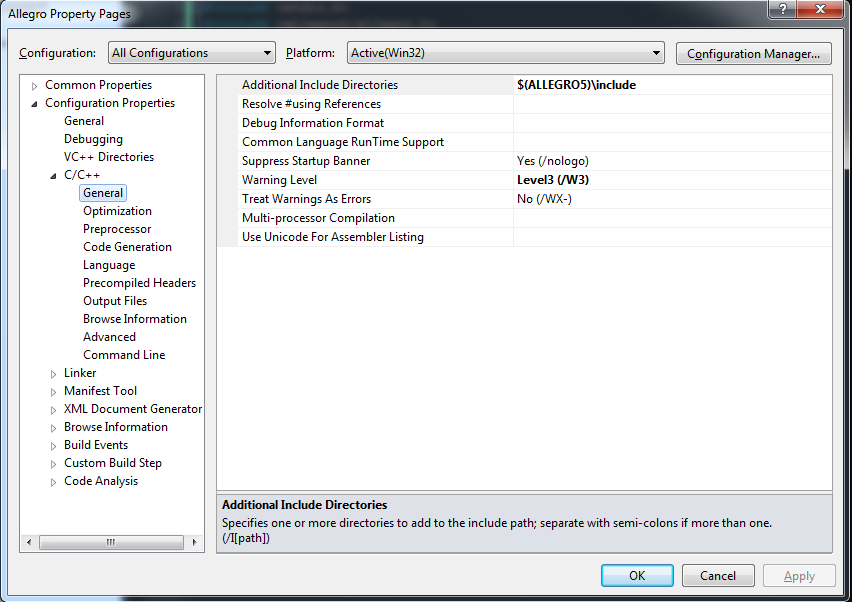 Allegro Property Pages
Configuration: All Configurations Platform: Active(Win32) Configuration Manager...
Common Properties
Configuration Properties
General
Debugging
VC++ Directories
C/C++
General
Optimization
Preprocessor
Code Generation
Language
Precompiled Headers
Output Files
Browse Information
Advanced
Command Line
Linker
Manifest Tool
XML Document Generator
Browse Information
Build Events
Custom Build Step
Code Analysis
Additional Include Directories $(ALLEGRO5)\include
Resolve #using References
Debug Information Format
Common Language RunTime Support
Suppress Startup Banner Yes (/nologo)
Warning Level Level3 (/W3)
Treat Warnings As Errors No (/WX-)
Multi-processor Compilation
Use Unicode For Assembler Listing
Additional Include Directories
Specifies one or more directories to add to the include path; separate with semi-colons if more than one.
(/I[path])
OK Cancel Apply